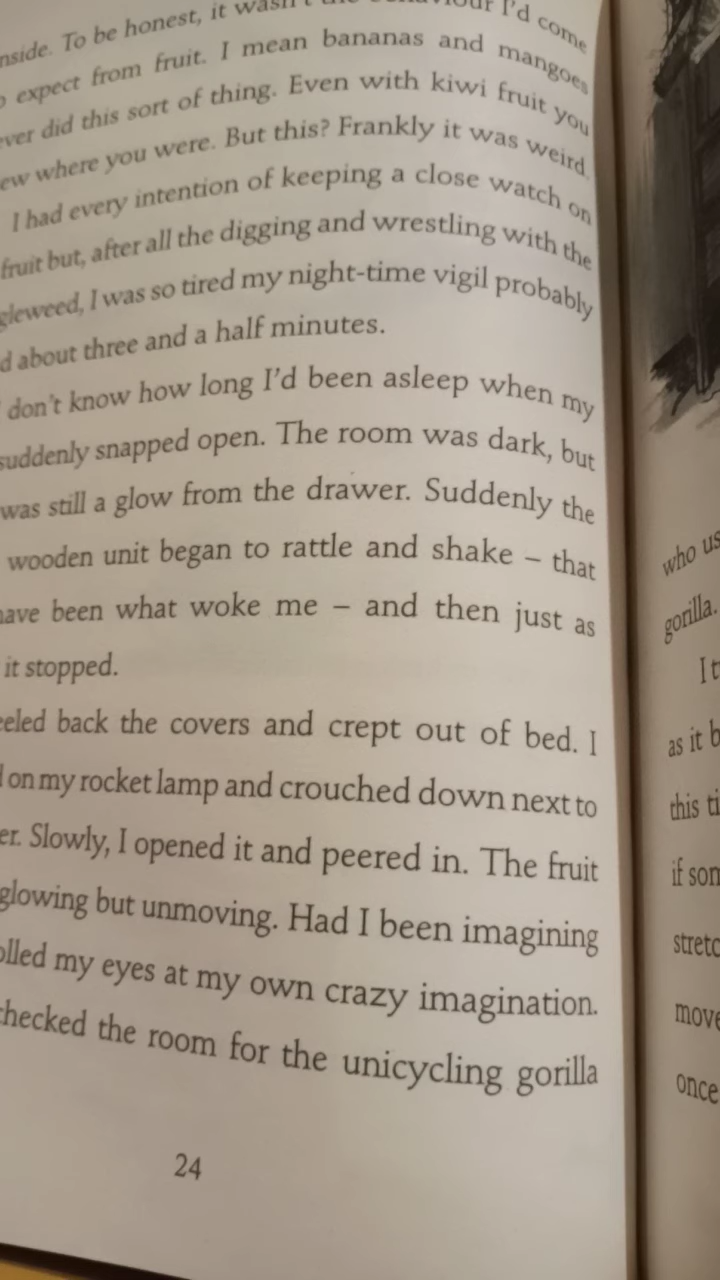 nside. To be honest, it wasn't the behaviour I'd come
o expect from fruit. I mean bananas and mangoes
ever did this sort of thing. Even with kiwi fruit you
ew where you were. But this? Frankly it was weird.
I had every intention of keeping a close watch on
fruit but, after all the digging and wrestling with the
gleweed, I was so tired my night-time vigil probably
d about three and a half minutes.
I don't know how long I'd been asleep when my
suddenly snapped open. The room was dark, but
was still a glow from the drawer. Suddenly the
wooden unit began to rattle and shake – that
have been what woke me – and then just as
it stopped.
eeled back the covers and crept out of bed. I
d on my rocket lamp and crouched down next to
er. Slowly, I opened it and peered in. The fruit
glowing but unmoving. Had I been imagining
olled my eyes at my own crazy imagination.
checked the room for the unicycling gorilla
24
who us
gorilla.
I t
as it b
this ti
if som
stretc
move
once